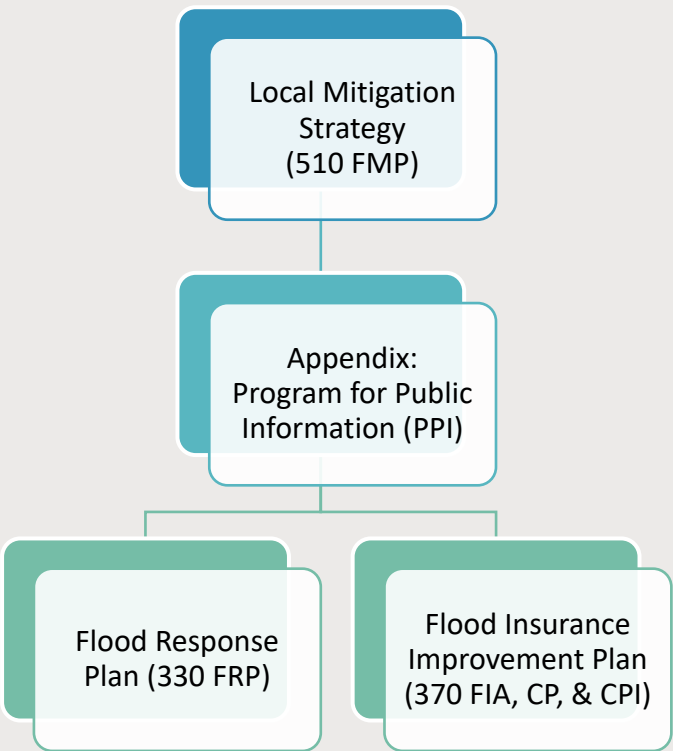 Local Mitigation
Strategy
(510 FMP)
Appendix:
Program for Public
Information (PPI)
Flood Response
Plan (330 FRP)
Flood Insurance
Improvement Plan
(370 FIA, CP, & CPI)